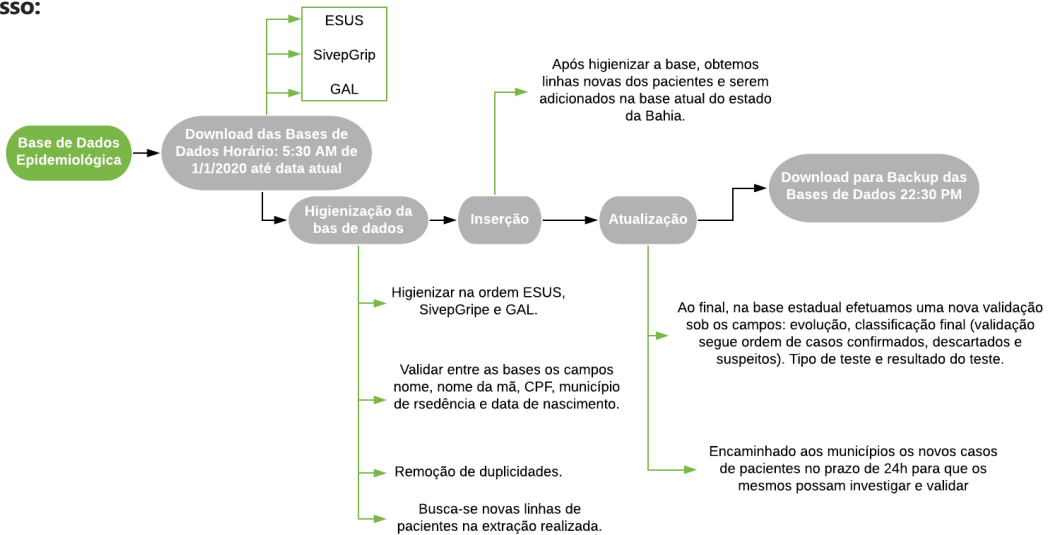 sso:
ESUS
SivepGrip
GAL
Base de Dados
Epidemiológica
Download das Bases de
Dados Horário: 5:30 AM de
1/1/2020 até data atual
Após higienizar a base, obtemos
linhas novas dos pacientes e serem
adicionados na base atual do estado
da Bahia.
Higienização da
bas de dados
Inserção
Atualização
Download para Backup das
Bases de Dados 22:30 PM
Higienizar na ordem ESUS,
SivepGripe e GAL.
Validar entre as bases os campos
nome, nome da mã, CPF, município
de rsedência e data de nascimento.
Remoção de duplicidades.
Busca-se novas linhas de
pacientes na extração realizada.
Ao final, na base estadual efetuamos uma nova validação
sob os campos: evolução, classificação final (validação
segue ordem de casos confirmados, descartados e
suspeitos). Tipo de teste e resultado do teste.
Encaminhado aos municípios os novos casos
de pacientes no prazo de 24h para que os
mesmos possam investigar e validar